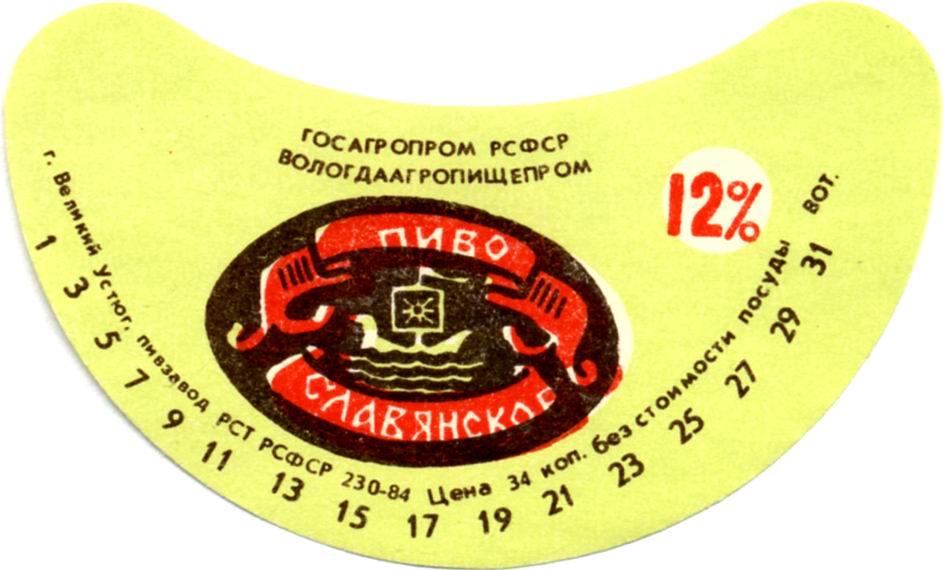 ГОСАГРОПРОМ РСФСР
ВОЛОГДААГРОПИЩЕПРОМ
12%
ПИВО
СЛАВЯНСКОЕ
г. Великий Устюг, пивзавод РСТ РСФСР 230-84 Цена 34 коп. без стоимости посуды ВОТ.
1 3 5 7 9 11 13 15 17 19 21 23 25 27 29 31